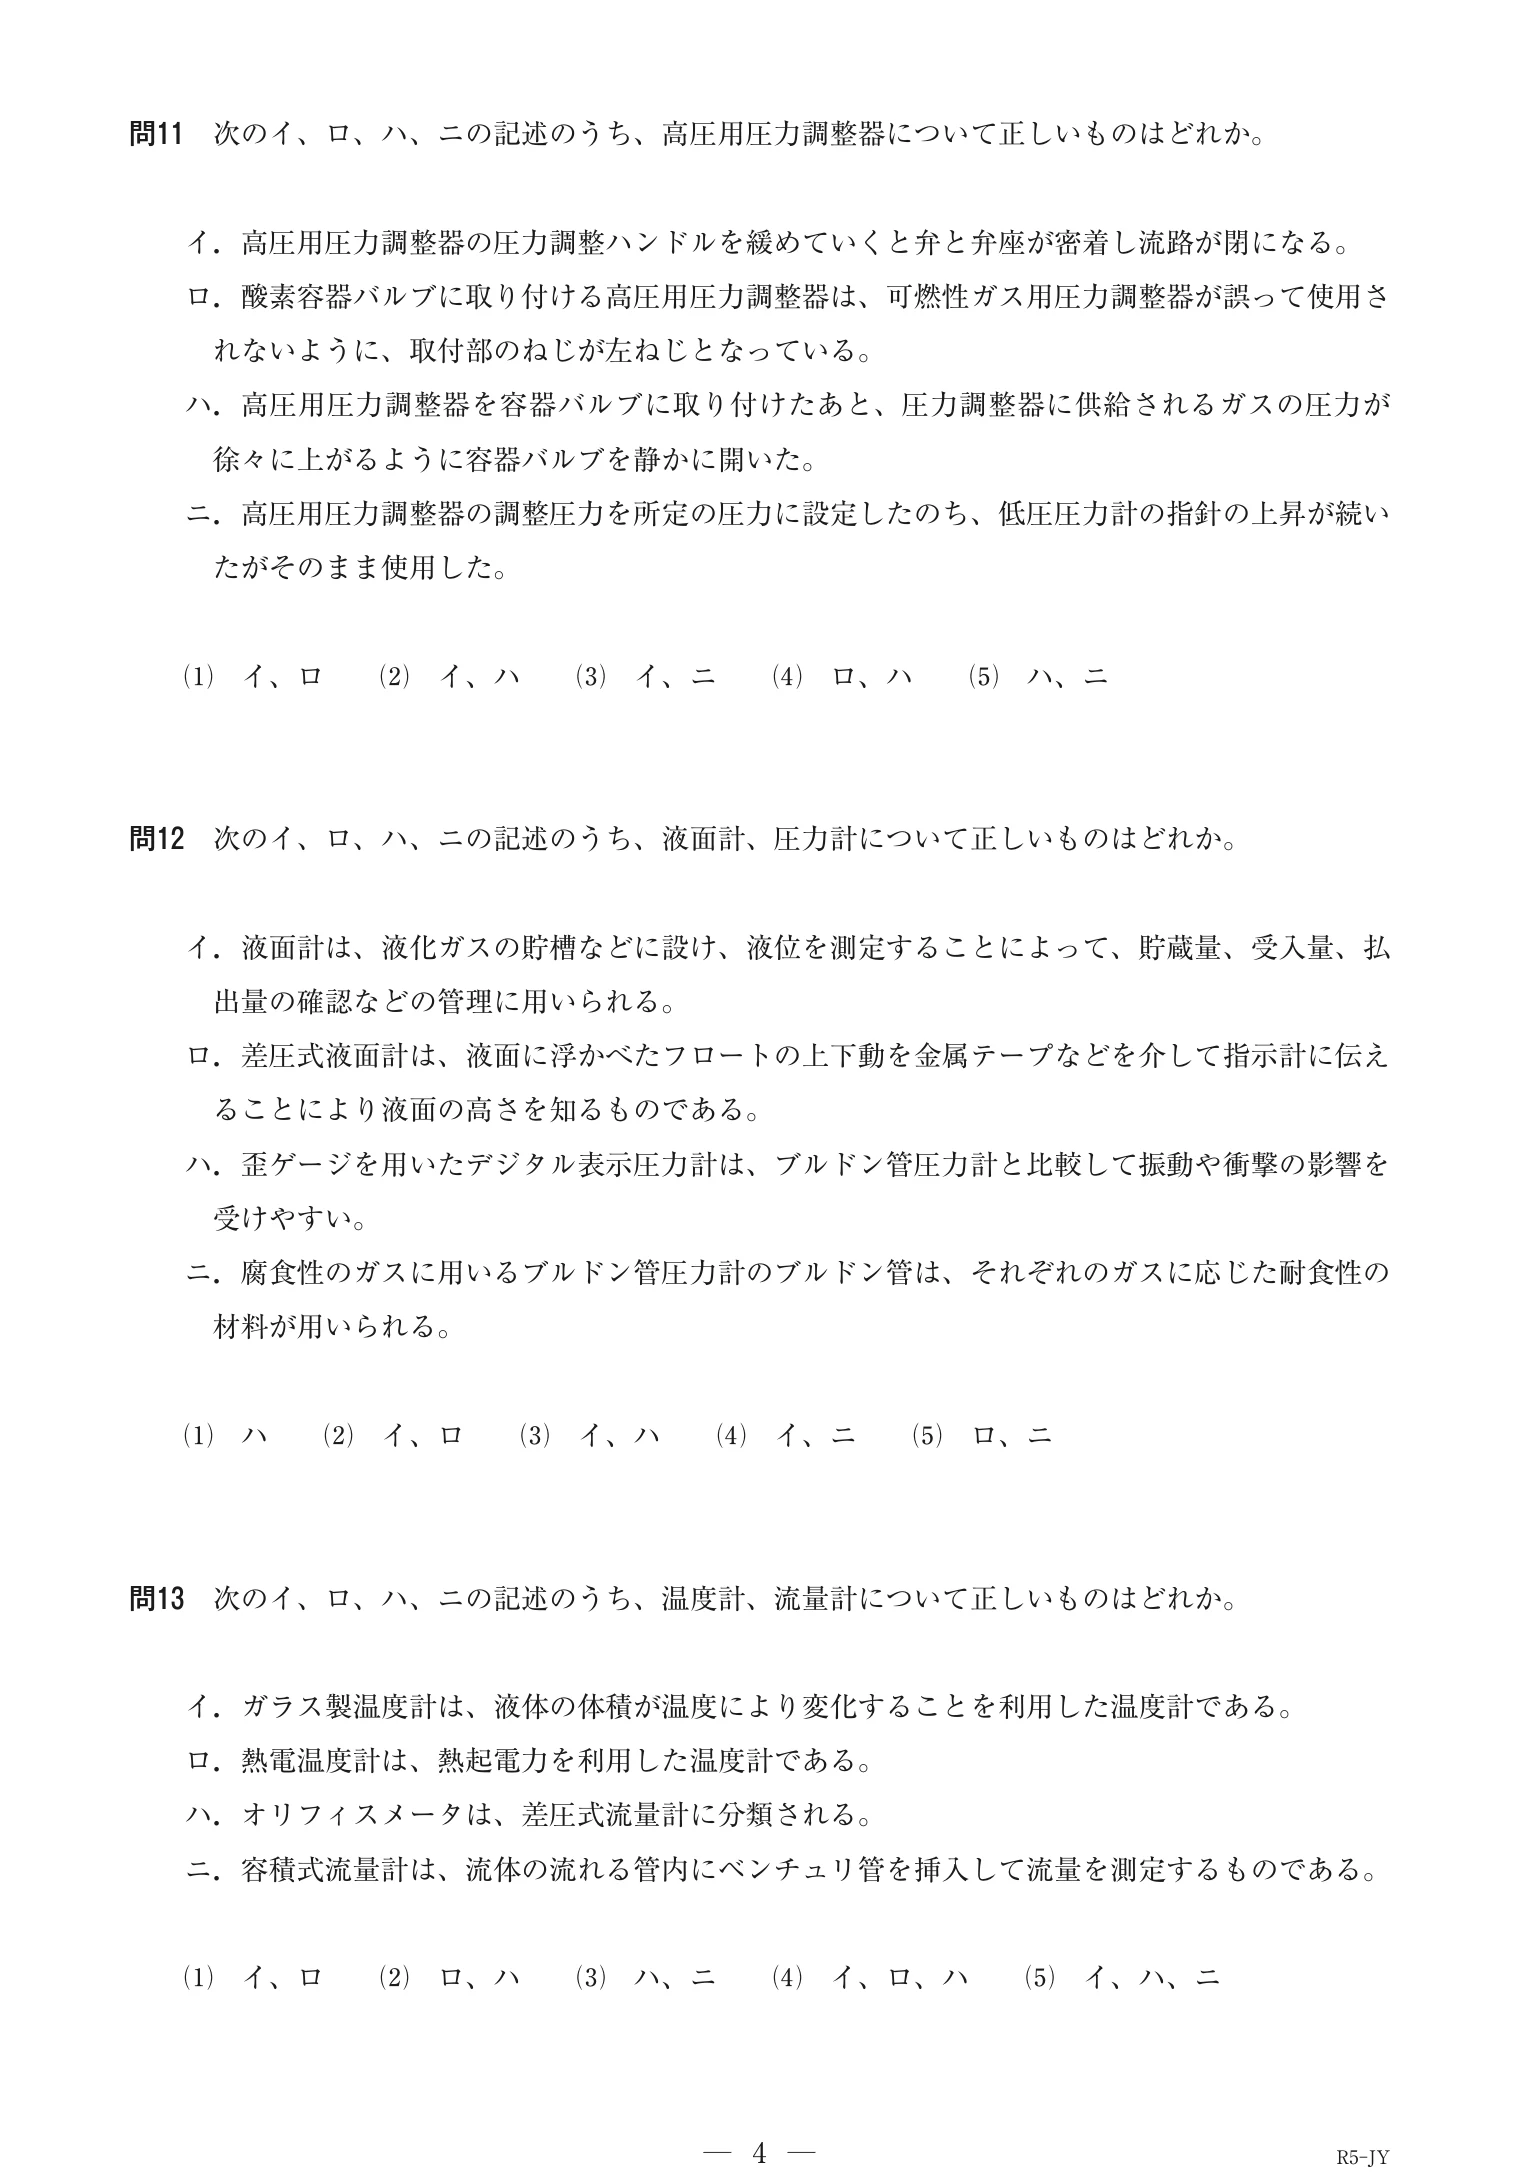 問11　次のイ、ロ、ハ、ニの記述のうち、高圧用圧力調整器について正しいものはどれか。
イ．高圧用圧力調整器の圧力調整ハンドルを緩めていくと弁と弁座が密着し流路が閉になる。
ロ．酸素容器バルブに取り付ける高圧用圧力調整器は、可燃性ガス用圧力調整器が誤って使用さ
れないように、取付部のねじが左ねじとなっている。
ハ．高圧用圧力調整器を容器バルブに取り付けたあと、圧力調整器に供給されるガスの圧力が
徐々に上がるように容器バルブを静かに開いた。
ニ．高圧用圧力調整器の調整圧力を所定の圧力に設定したのち、低圧圧力計の指針の上昇が続い
たがそのまま使用した。
(1)　イ、ロ　　(2)　イ、ハ　　(3)　イ、ニ　　(4)　ロ、ハ　　(5)　ハ、ニ
問12　次のイ、ロ、ハ、ニの記述のうち、液面計、圧力計について正しいものはどれか。
イ．液面計は、液化ガスの貯槽などに設け、液位を測定することによって、貯蔵量、受入量、払
出量の確認などの管理に用いられる。
ロ．差圧式液面計は、液面に浮かべたフロートの上下動を金属テープなどを介して指示計に伝え
ることにより液面の高さを知るものである。
ハ．歪ゲージを用いたデジタル表示圧力計は、ブルドン管圧力計と比較して振動や衝撃の影響を
受けやすい。
ニ．腐食性のガスに用いるブルドン管圧力計のブルドン管は、それぞれのガスに応じた耐食性の
材料が用いられる。
(1)　ハ　　(2)　イ、ロ　　(3)　イ、ハ　　(4)　イ、ニ　　(5)　ロ、ニ
問13　次のイ、ロ、ハ、ニの記述のうち、温度計、流量計について正しいものはどれか。
イ．ガラス製温度計は、液体の体積が温度により変化することを利用した温度計である。
ロ．熱電温度計は、熱起電力を利用した温度計である。
ハ．オリフィスメータは、差圧式流量計に分類される。
ニ．容積式流量計は、流体の流れる管内にベンチュリ管を挿入して流量を測定するものである。
(1)　イ、ロ　　(2)　ロ、ハ　　(3)　ハ、ニ　　(4)　イ、ロ、ハ　　(5)　イ、ハ、ニ
— 4 —
R5-JY